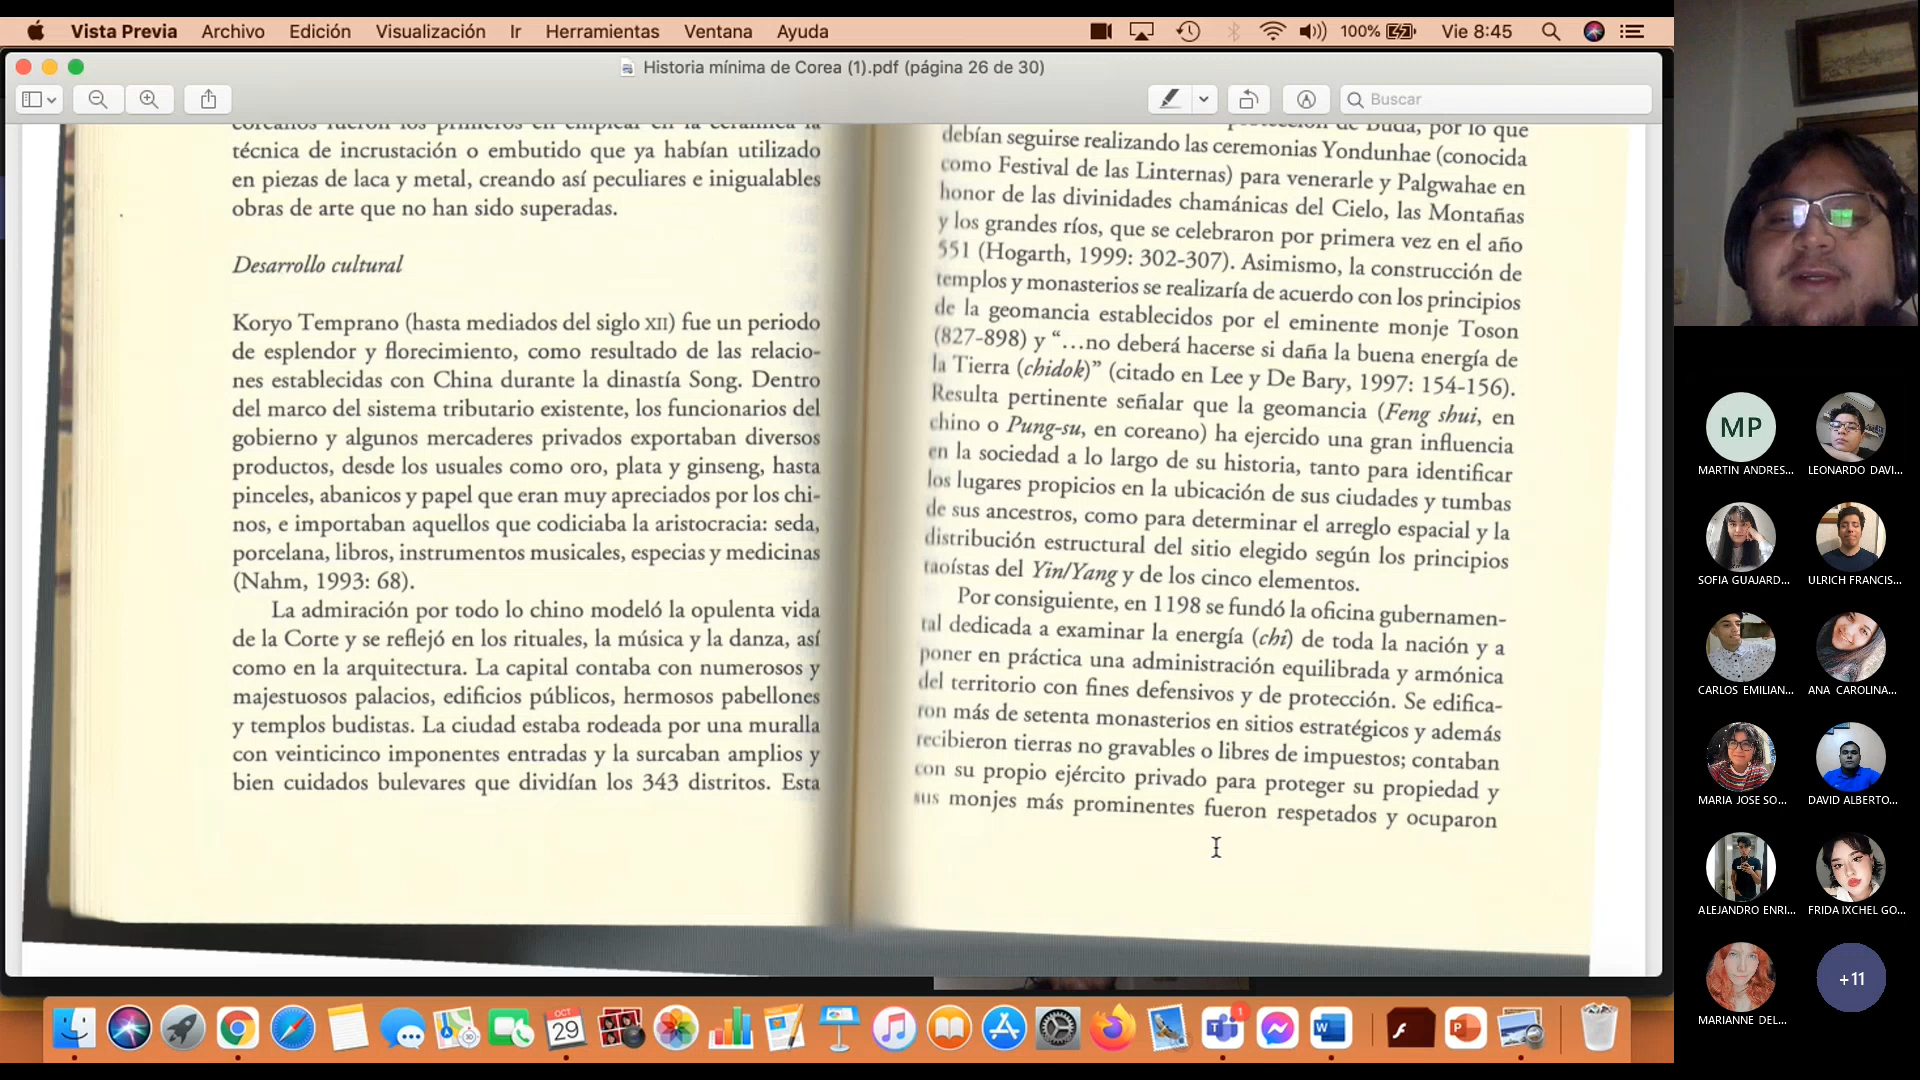 Vista Previa Archivo Edición Visualización Ir Herramientas Ventana Ayuda 100% Vie 8:45
Historia mínima de Corea (1).pdf (página 26 de 30)
Buscar
coreanos fueron los primeros en emplear en la cerámica la
técnica de incrustación o embutido que ya habían utilizado
en piezas de laca y metal, creando así peculiares e inigualables
obras de arte que no han sido superadas.
Desarrollo cultural
Koryo Temprano (hasta mediados del siglo XII) fue un periodo
de esplendor y florecimiento, como resultado de las relacio-
nes establecidas con China durante la dinastía Song. Dentro
del marco del sistema tributario existente, los funcionarios del
gobierno y algunos mercaderes privados exportaban diversos
productos, desde los usuales como oro, plata y ginseng, hasta
pinceles, abanicos y papel que eran muy apreciados por los chi-
nos, e importaban aquellos que codiciaba la aristocracia: seda,
porcelana, libros, instrumentos musicales, especias y medicinas
(Nahm, 1993: 68).
La admiración por todo lo chino modeló la opulenta vida
de la Corte y se reflejó en los rituales, la música y la danza, así
como en la arquitectura. La capital contaba con numerosos y
majestuosos palacios, edificios públicos, hermosos pabellones
y templos budistas. La ciudad estaba rodeada por una muralla
con veinticinco imponentes entradas y la surcaban amplios y
bien cuidados bulevares que dividían los 343 distritos. Esta
de Buda, por lo que
debían seguirse realizando las ceremonias Yondunhae (conocida
como Festival de las Linternas) para venerarle y Palgwahae en
honor de las divinidades chamánicas del Cielo, las Montañas
y los grandes ríos, que se celebraron por primera vez en el año
551 (Hogarth, 1999: 302-307). Asimismo, la construcción de
templos y monasterios se realizaría de acuerdo con los principios
de la geomancia establecidos por el eminente monje Toson
(827-898) y “…no deberá hacerse si daña la buena energía de
la Tierra (chidok)” (citado en Lee y De Bary, 1997: 154-156).
Resulta pertinente señalar que la geomancia (Feng shui, en
chino o Pung-su, en coreano) ha ejercido una gran influencia
en la sociedad a lo largo de su historia, tanto para identificar
los lugares propicios en la ubicación de sus ciudades y tumbas
de sus ancestros, como para determinar el arreglo espacial y la
distribución estructural del sitio elegido según los principios
taoístas del Yin/Yang y de los cinco elementos.
Por consiguiente, en 1198 se fundó la oficina gubernamen-
tal dedicada a examinar la energía (chi) de toda la nación y a
poner en práctica una administración equilibrada y armónica
del territorio con fines defensivos y de protección. Se edifica-
ron más de setenta monasterios en sitios estratégicos y además
recibieron tierras no gravables o libres de impuestos; contaban
con su propio ejército privado para proteger su propiedad y
sus monjes más prominentes fueron respetados y ocuparon
MP
MARTIN ANDRES... LEONARDO DAVI...
SOFIA GUAJARD... ULRICH FRANCIS...
CARLOS EMILIAN... ANA CAROLINA...
MARIA JOSE SO... DAVID ALBERTO...
ALEJANDRO ENRI... FRIDA IXCHEL GO...
MARIANNE DEL... +11
OCT
29
1